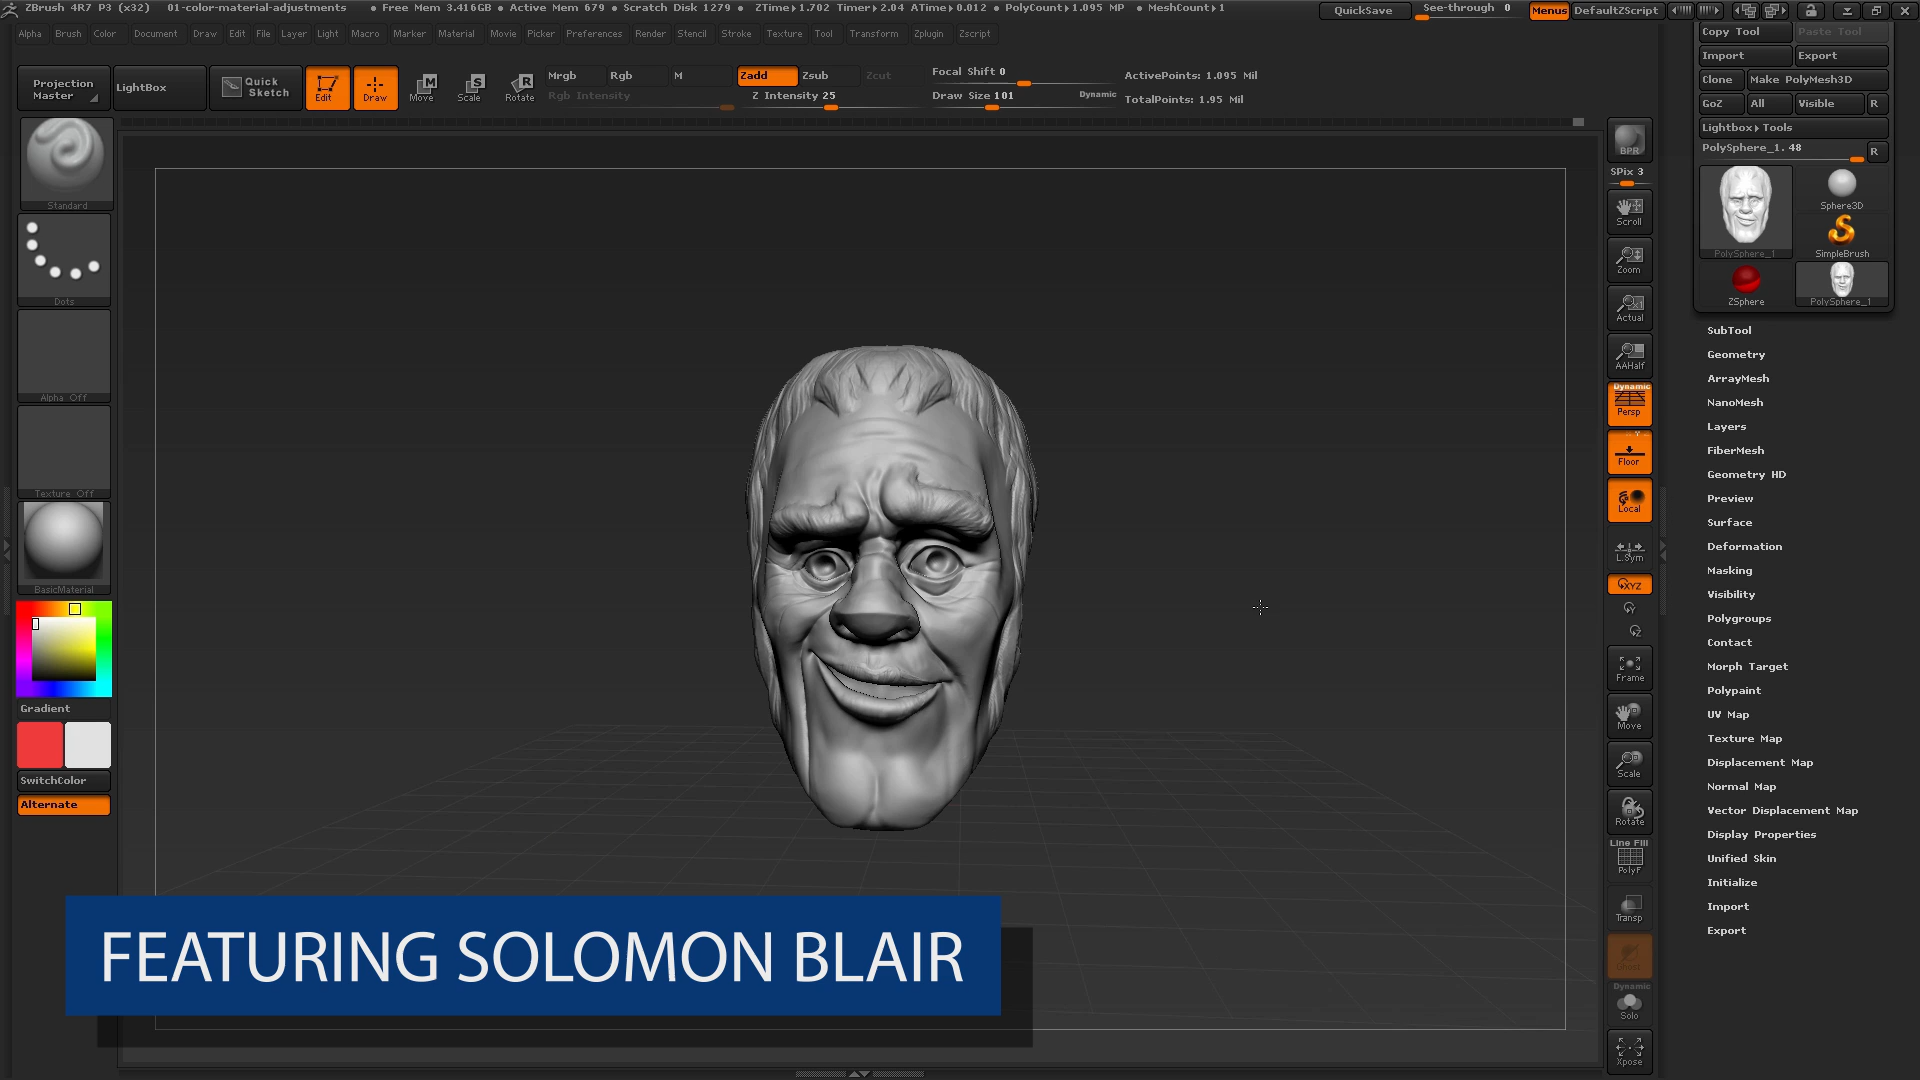 ZBrush 4R7 P3 (x32) 01-color-material-adjustments • Free Mem 3.416GB • Active Mem 679 • Scratch Disk 1279 • ZTime▸1.702 Timer▸2.04 ATime▸0.012 • PolyCount▸1.095 MP • MeshCount▸1 QuickSave See-through 0 Menus DefaultZScript
Alpha Brush Color Document Draw Edit File Layer Light Macro Marker Material Movie Picker Preferences Render Stencil Stroke Texture Tool Transform Zplugin Zscript
Projection Master
LightBox
Quick Sketch
Edit
Draw
Move
Scale
Rotate
Mrgb Rgb M
Rgb Intensity
Zadd Zsub Zcut
Z Intensity 25
Focal Shift 0
Draw Size 101 Dynamic
ActivePoints: 1.095 Mil
TotalPoints: 1.95 Mil
Standard
Dots
Alpha Off
Texture Off
BasicMaterial
Gradient
SwitchColor
Alternate
FEATURING SOLOMON BLAIR
BPR
SPix 3
Scroll
Zoom
Actual
AAHalf
Dynamic
Persp
Floor
Local
L.Sym
XYZ
Y
Z
Frame
Move
Scale
Rotate
Line Fill
PolyF
Transp
Ghost
Dynamic
Solo
Xpose
Copy Tool Paste Tool
Import Export
Clone Make PolyMesh3D
GoZ All Visible R
Lightbox▸Tools
PolySphere_1. 48 R
PolySphere_1
Sphere3D
SimpleBrush
ZSphere
PolySphere_1
SubTool
Geometry
ArrayMesh
NanoMesh
Layers
FiberMesh
Geometry HD
Preview
Surface
Deformation
Masking
Visibility
Polygroups
Contact
Morph Target
Polypaint
UV Map
Texture Map
Displacement Map
Normal Map
Vector Displacement Map
Display Properties
Unified Skin
Initialize
Import
Export